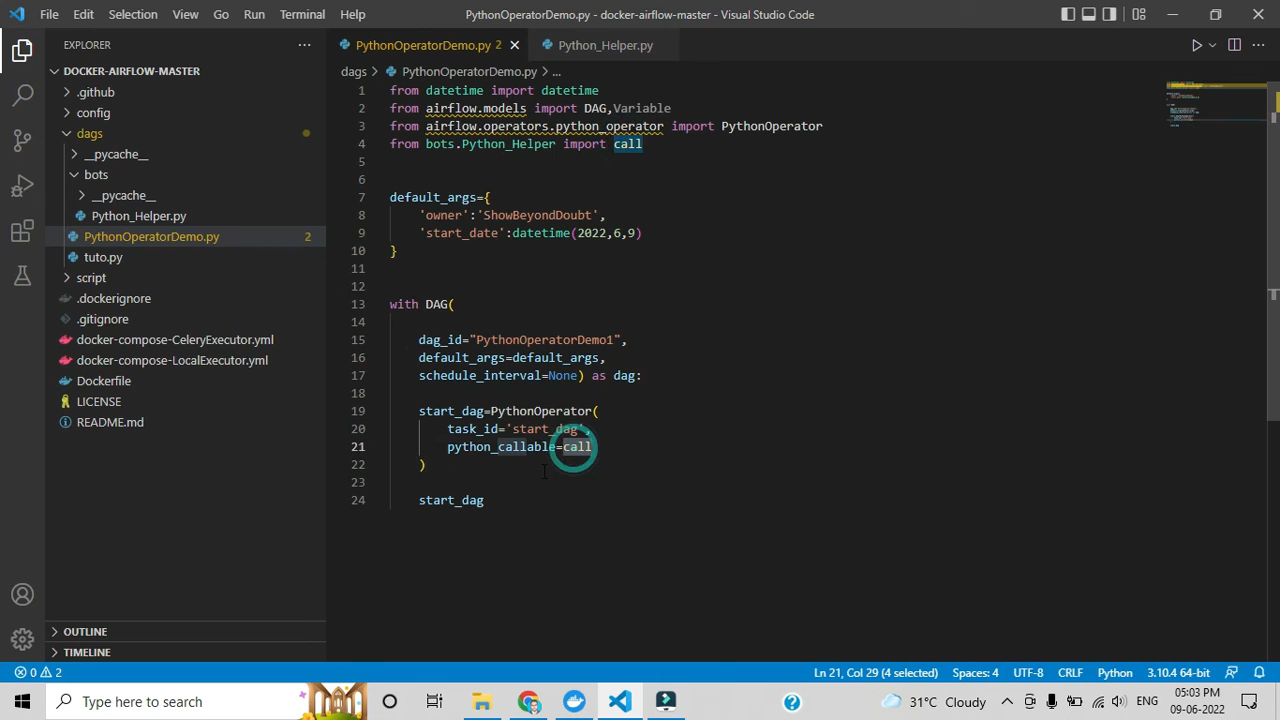 File Edit Selection View Go Run Terminal Help PythonOperatorDemo.py - docker-airflow-master - Visual Studio Code
EXPLORER
PythonOperatorDemo.py 2
Python_Helper.py
DOCKER-AIRFLOW-MASTER
.github
config
dags
__pycache__
bots
__pycache__
Python_Helper.py
PythonOperatorDemo.py 2
tuto.py
script
.dockerignore
.gitignore
docker-compose-CeleryExecutor.yml
docker-compose-LocalExecutor.yml
Dockerfile
LICENSE
README.md
OUTLINE
TIMELINE
dags > PythonOperatorDemo.py > ...
1 from datetime import datetime
2 from airflow.models import DAG,Variable
3 from airflow.operators.python_operator import PythonOperator
4 from bots.Python_Helper import call
5
6
7 default_args={
8 'owner':'ShowBeyondDoubt',
9 'start_date':datetime(2022,6,9)
10 }
11
12
13 with DAG(
14
15 dag_id="PythonOperatorDemo1",
16 default_args=default_args,
17 schedule_interval=None) as dag:
18
19 start_dag=PythonOperator(
20 task_id='start_dag',
21 python_callable=call
22 )
23
24 start_dag
0 2 Ln 21, Col 29 (4 selected) Spaces: 4 UTF-8 CRLF Python 3.10.4 64-bit
Type here to search
31°C Cloudy
ENG
05:03 PM
09-06-2022